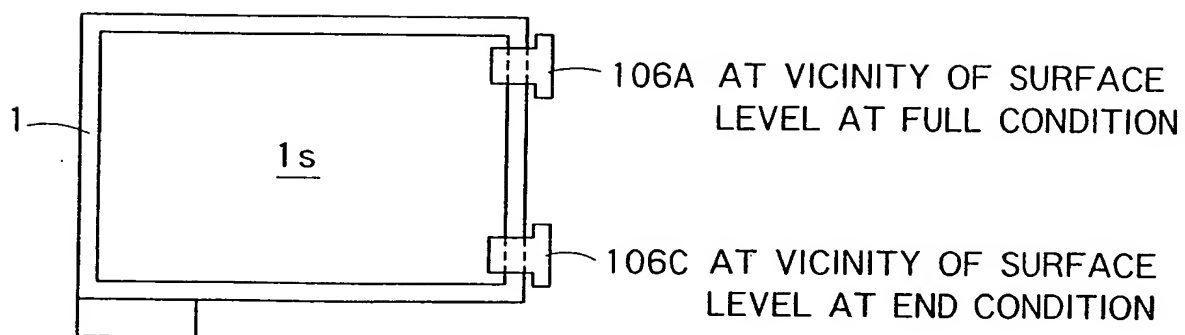 106A AT VICINITY OF SURFACE
LEVEL AT FULL CONDITION
1
1s
106C AT VICINITY OF SURFACE
LEVEL AT END CONDITION